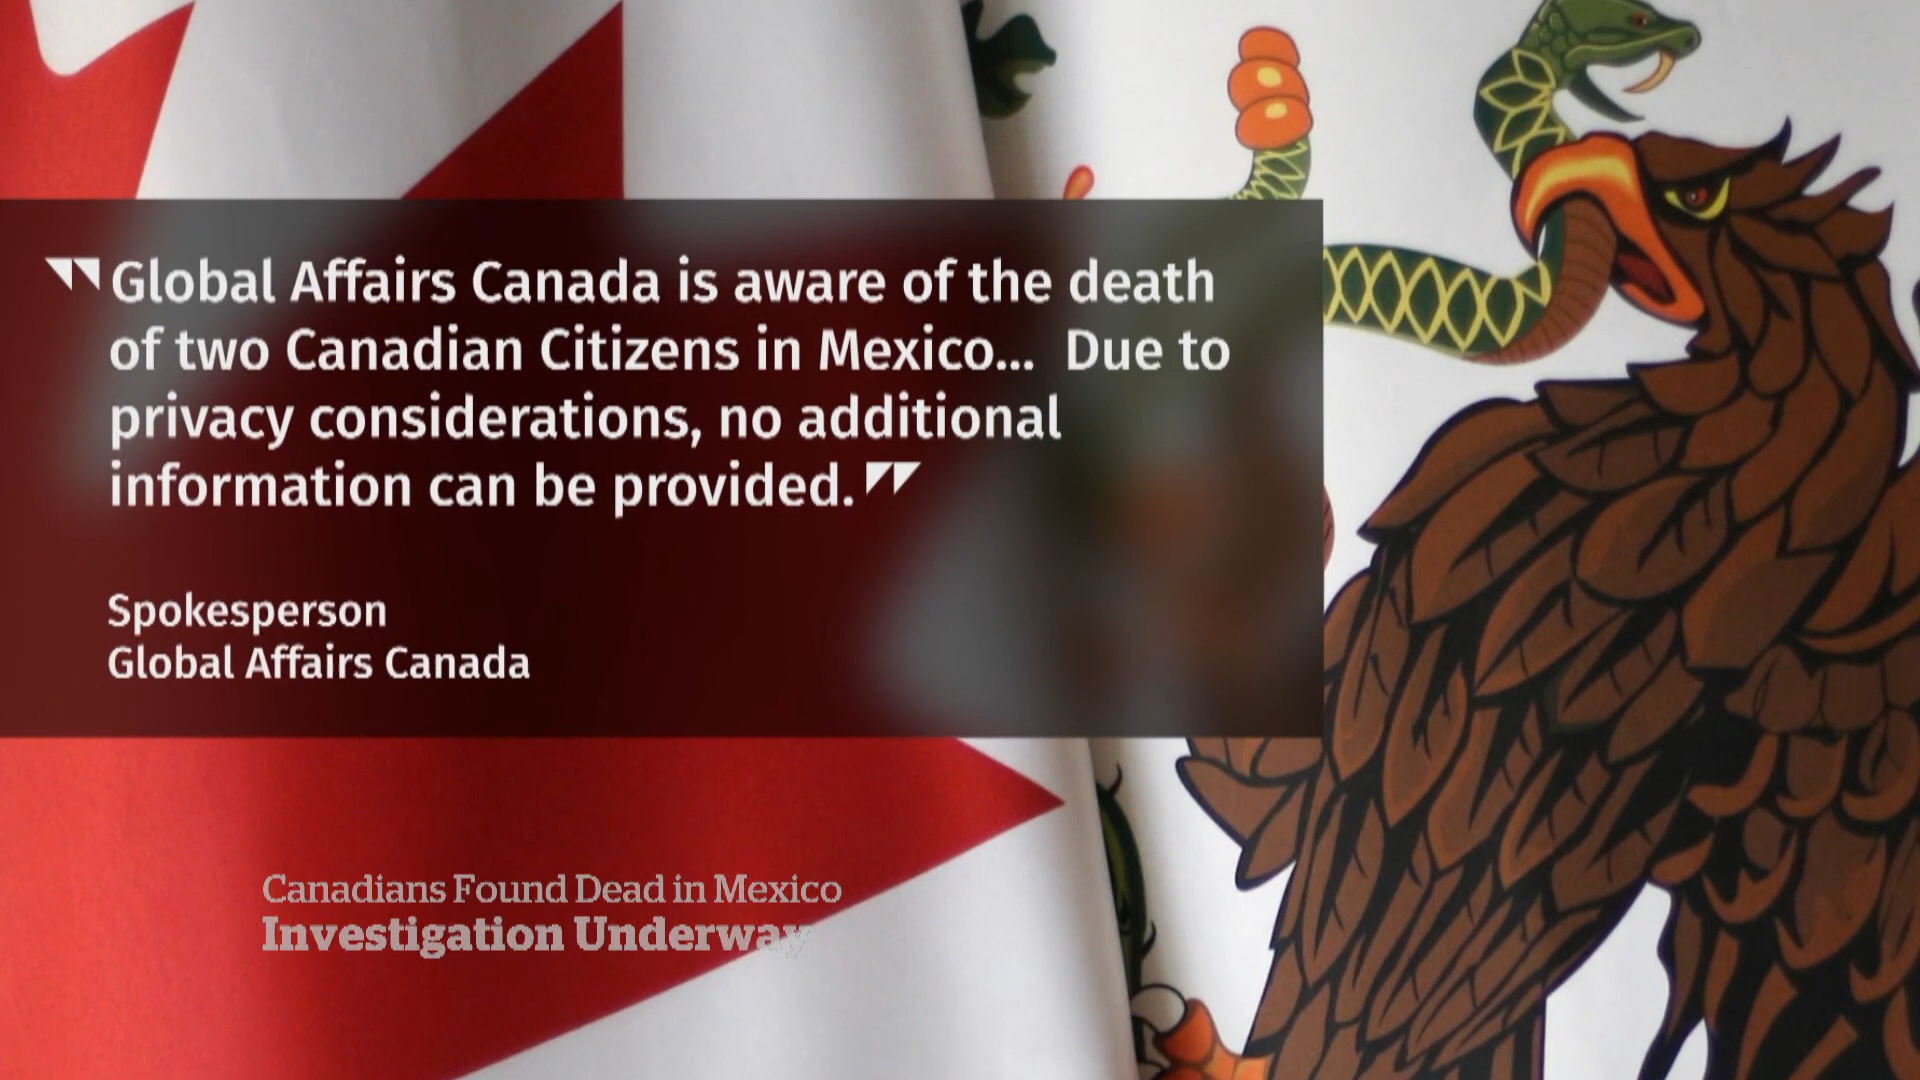 "Global Affairs Canada is aware of the death
of two Canadian Citizens in Mexico... Due to
privacy considerations, no additional
information can be provided."
Spokesperson
Global Affairs Canada
Canadians Found Dead in Mexico
Investigation Underway